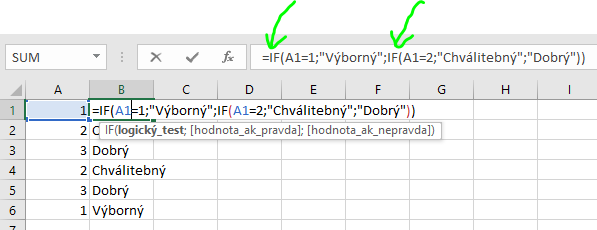 SUM =IF(A1=1;"Výborný";IF(A1=2;"Chválitebný";"Dobrý"))
A B C D E F G H I
1 1 =IF(A1=1;"Výborný";IF(A1=2;"Chválitebný";"Dobrý"))
2 2 C IF(logický_test; [hodnota_ak_pravda]; [hodnota_ak_nepravda])
3 3 Dobrý
4 2 Chválitebný
5 3 Dobrý
6 1 Výborný
7